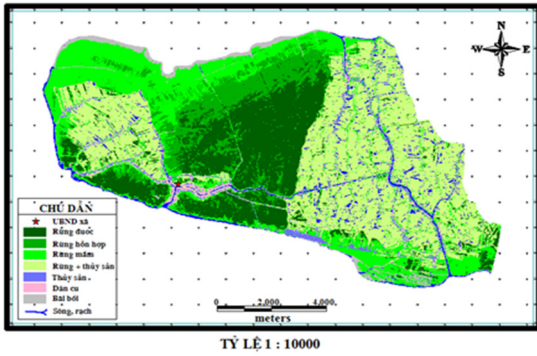 N
W E
S
CHÚ DẪN
UBND xã
Rừng đước
Rừng hỗn hợp
Rừng mắm
Rừng + thủy sản
Thủy sản
Dân cư
Bãi bồi
Sông, rạch
0 2,000 4,000
meters
TỶ LỆ 1 : 10000